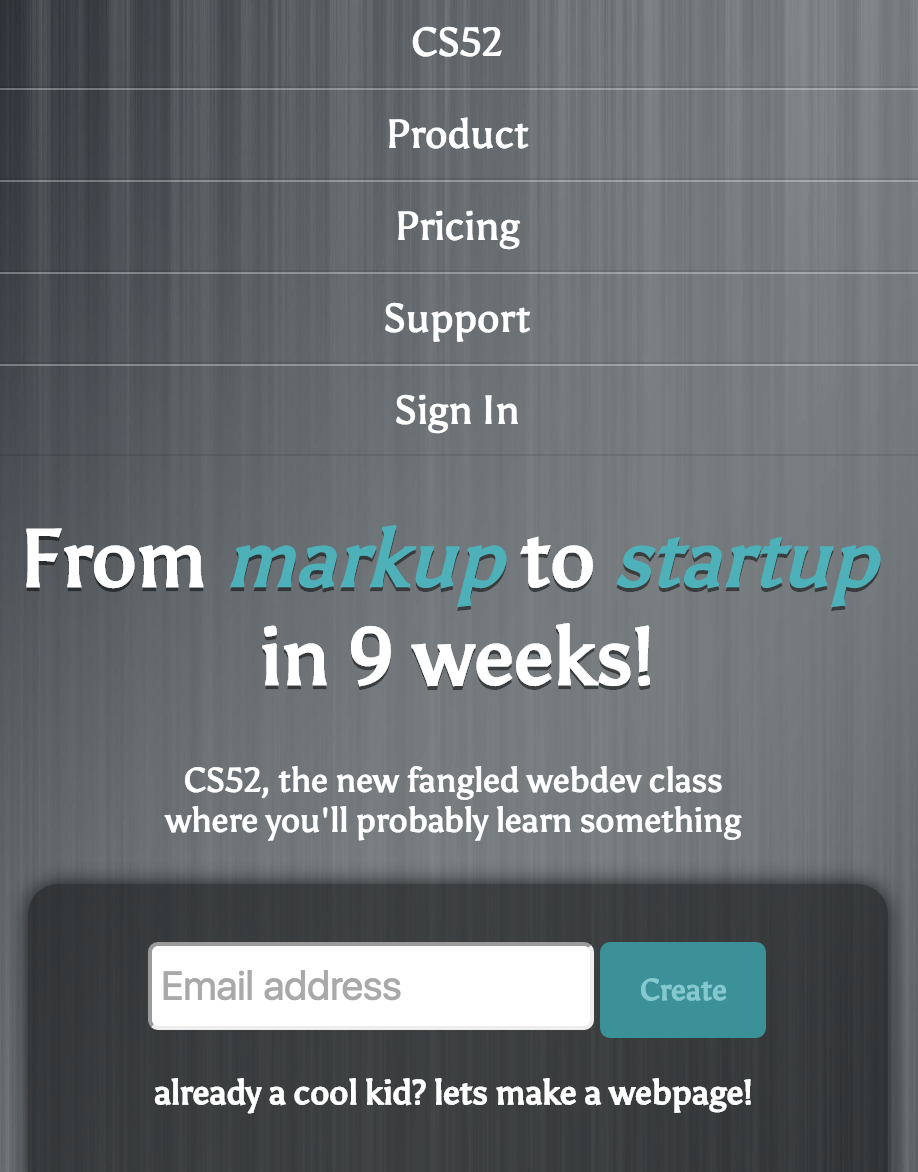 CS52
Product
Pricing
Support
Sign In
From markup to startup
in 9 weeks!
CS52, the new fangled webdev class
where you'll probably learn something
Email address
Create
already a cool kid? lets make a webpage!